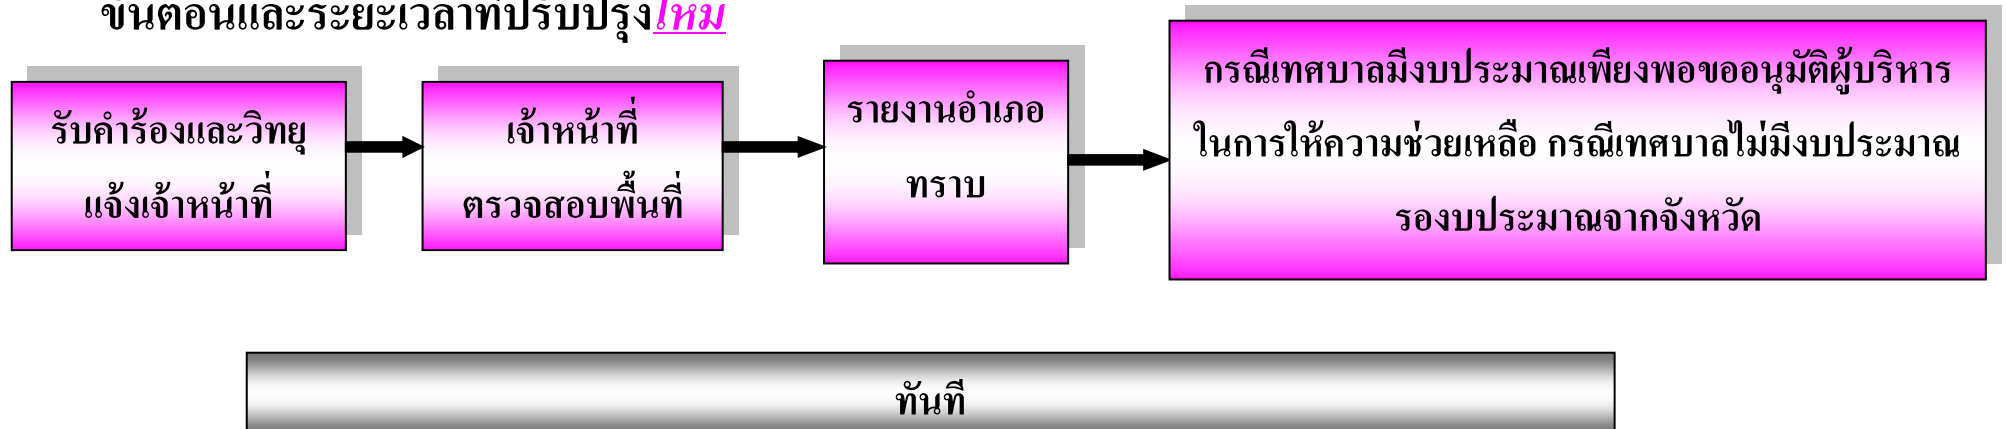 ขั้นตอนและระยะเวลาที่ปรับปรุงใหม่
รับคำร้องและวิทยุ
แจ้งเจ้าหน้าที่
เจ้าหน้าที่
ตรวจสอบพื้นที่
รายงานอำเภอ
ทราบ
กรณีเทศบาลมีงบประมาณเพียงพอขออนุมัติผู้บริหาร
ในการให้ความช่วยเหลือ กรณีเทศบาลไม่มีงบประมาณ
รองบประมาณจากจังหวัด
ทันที